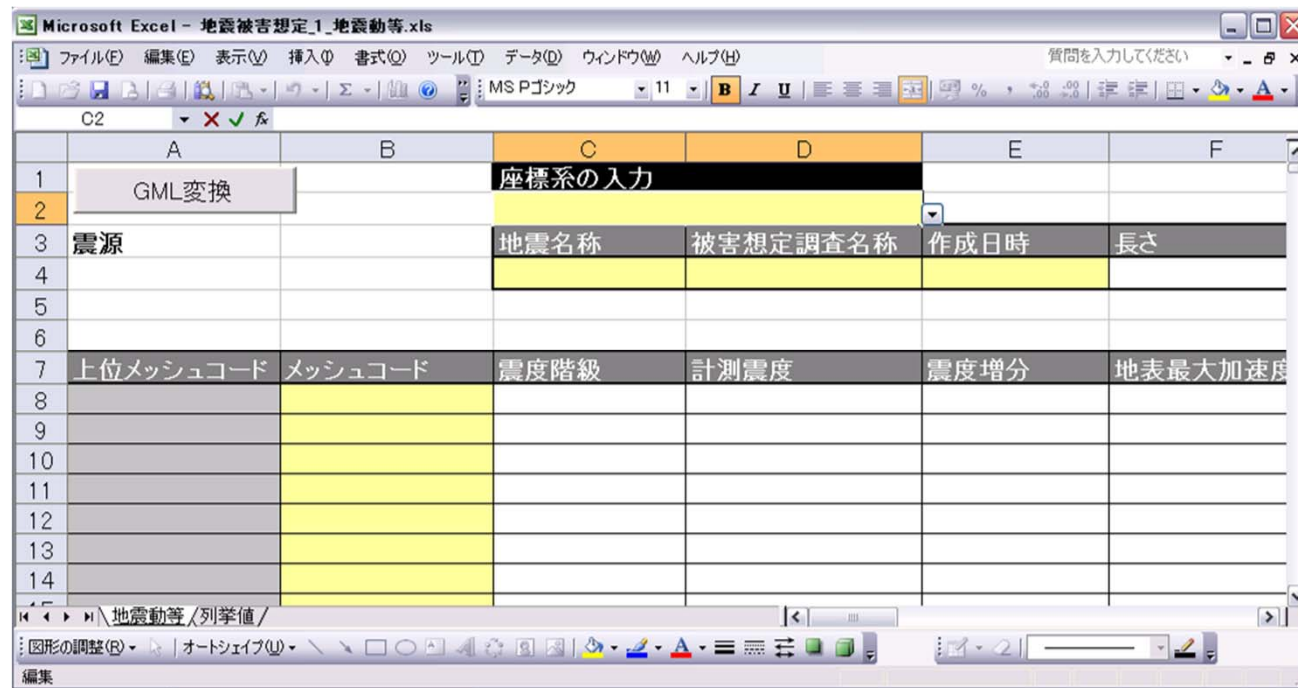 Microsoft Excel - 地震被害想定_1_地震動等.xls
ファイル(F) 編集(E) 表示(V) 挿入(I) 書式(O) ツール(T) データ(D) ウィンドウ(W) ヘルプ(H) 質問を入力してください
MS Pゴシック 11 B I U
C2
A B C D E F
1 GML変換 座標系の入力
2
3 震源 地震名称 被害想定調査名称 作成日時 長さ
4
5
6
7 上位メッシュコード メッシュコード 震度階級 計測震度 震度増分 地表最大加速度
8
9
10
11
12
13
14
地震動等 列挙値
図形の調整(R) オートシェイプ(U)
編集